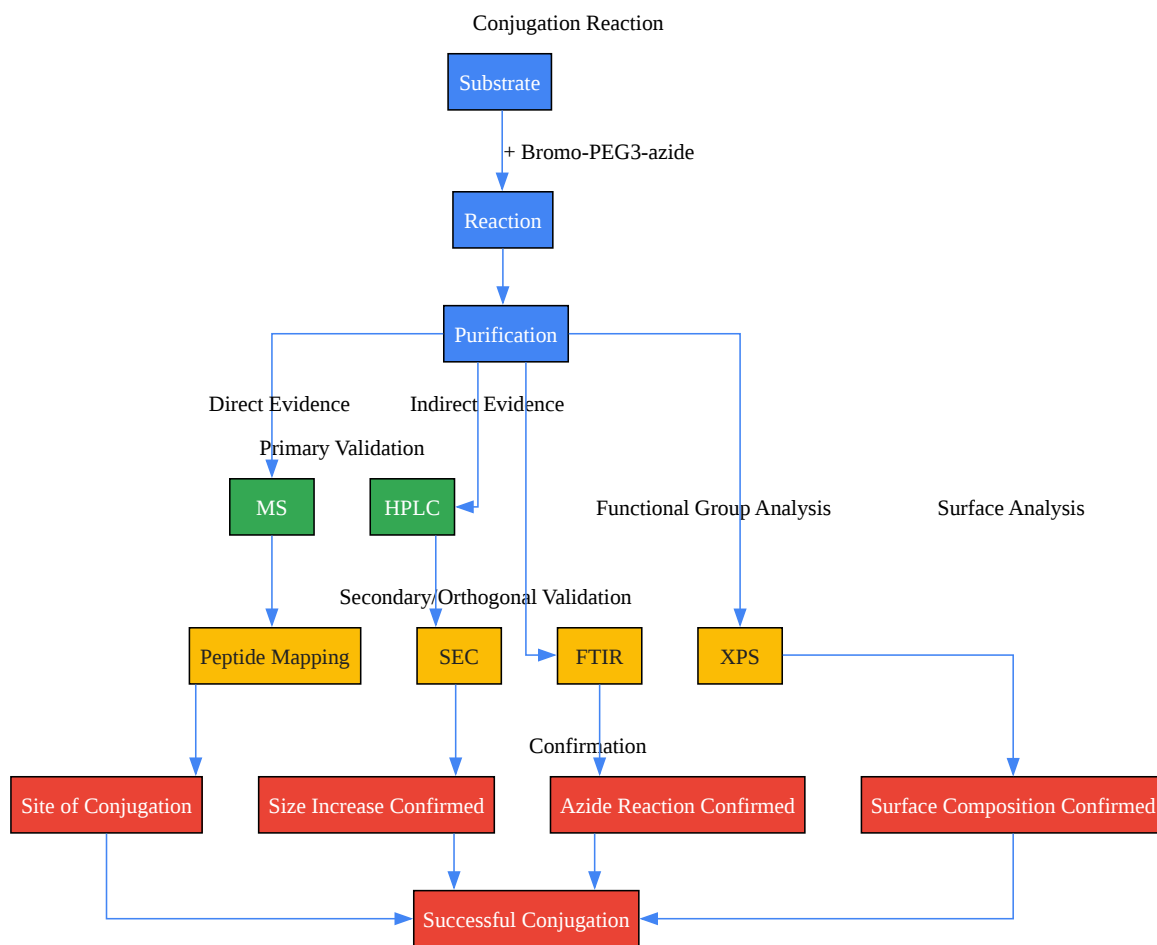 Conjugation Reaction
Substrate
+ Bromo-PEG3-azide
Reaction
Purification
Direct Evidence
Indirect Evidence
Primary Validation
MS
HPLC
Functional Group Analysis
Surface Analysis
Secondary/Orthogonal Validation
Peptide Mapping
SEC
FTIR
XPS
Confirmation
Site of Conjugation
Size Increase Confirmed
Azide Reaction Confirmed
Surface Composition Confirmed
Successful Conjugation